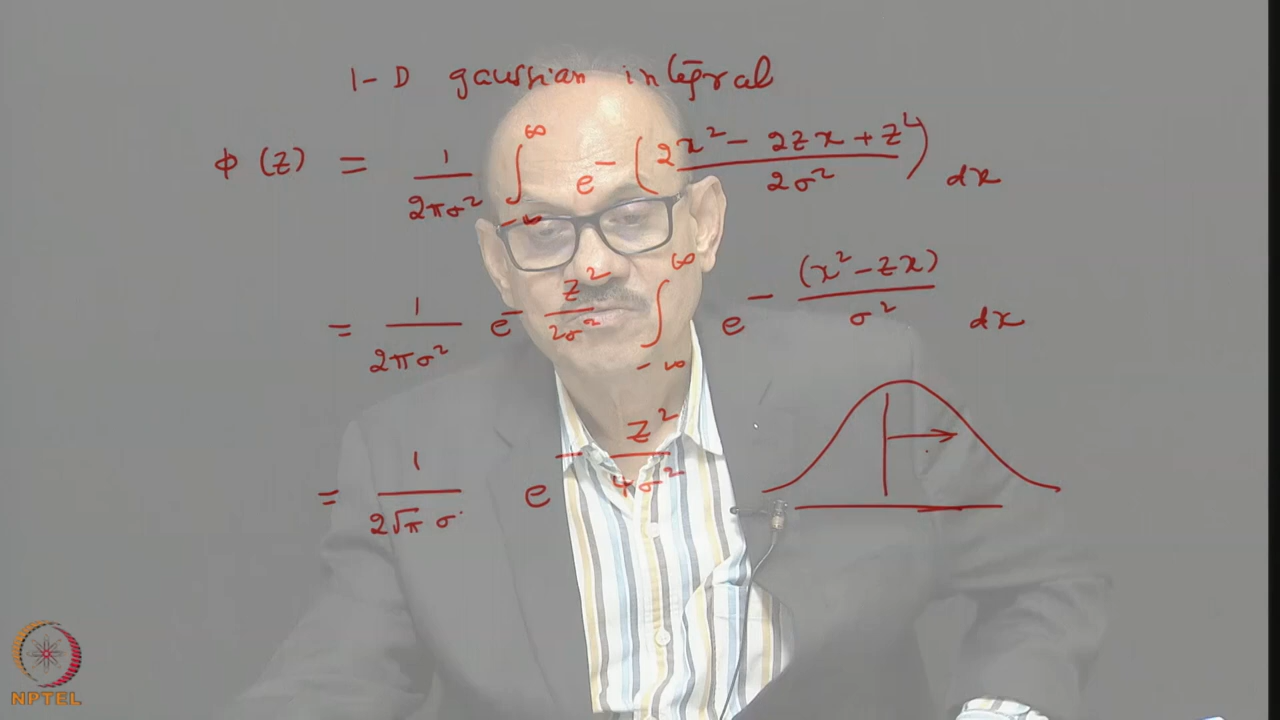 1-D gaussian integral
ϕ (z) = 1/2πσ² ∫_{-∞}^{∞} e^{-(2x² - 2zx + z²)/2σ²} dx
= 1/2πσ² e^{-z²/2σ²} ∫_{-∞}^{∞} e^{-(x² - zx)/σ²} dx
= 1/2√π σ e^{-z²/4σ²}
NPTEL